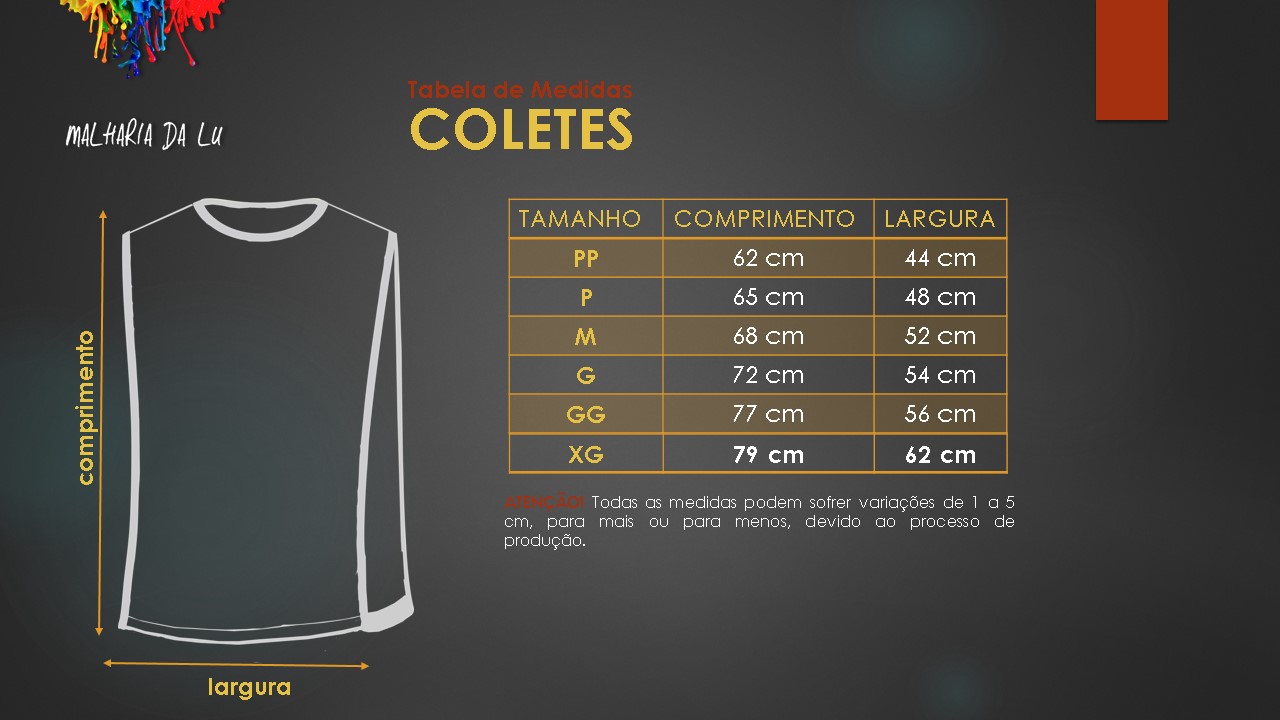 MALHARIA DA LU
Tabela de Medidas
COLETES
comprimento
largura
TAMANHO COMPRIMENTO LARGURA
PP 62 cm 44 cm
P 65 cm 48 cm
M 68 cm 52 cm
G 72 cm 54 cm
GG 77 cm 56 cm
XG 79 cm 62 cm
ATENÇÃO! Todas as medidas podem sofrer variações de 1 a 5
cm, para mais ou para menos, devido ao processo de
produção.